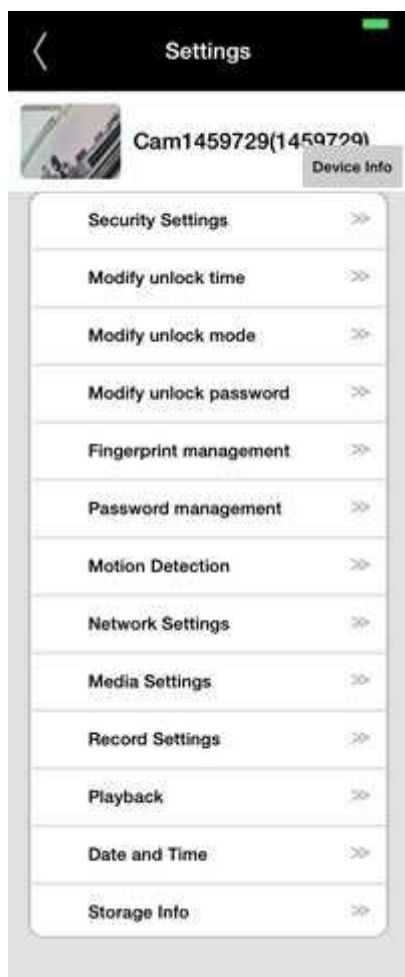 Settings
Cam1459729(1459729)
Device Info
Security Settings
Modify unlock time
Modify unlock mode
Modify unlock password
Fingerprint management
Password management
Motion Detection
Network Settings
Media Settings
Record Settings
Playback
Date and Time
Storage Info